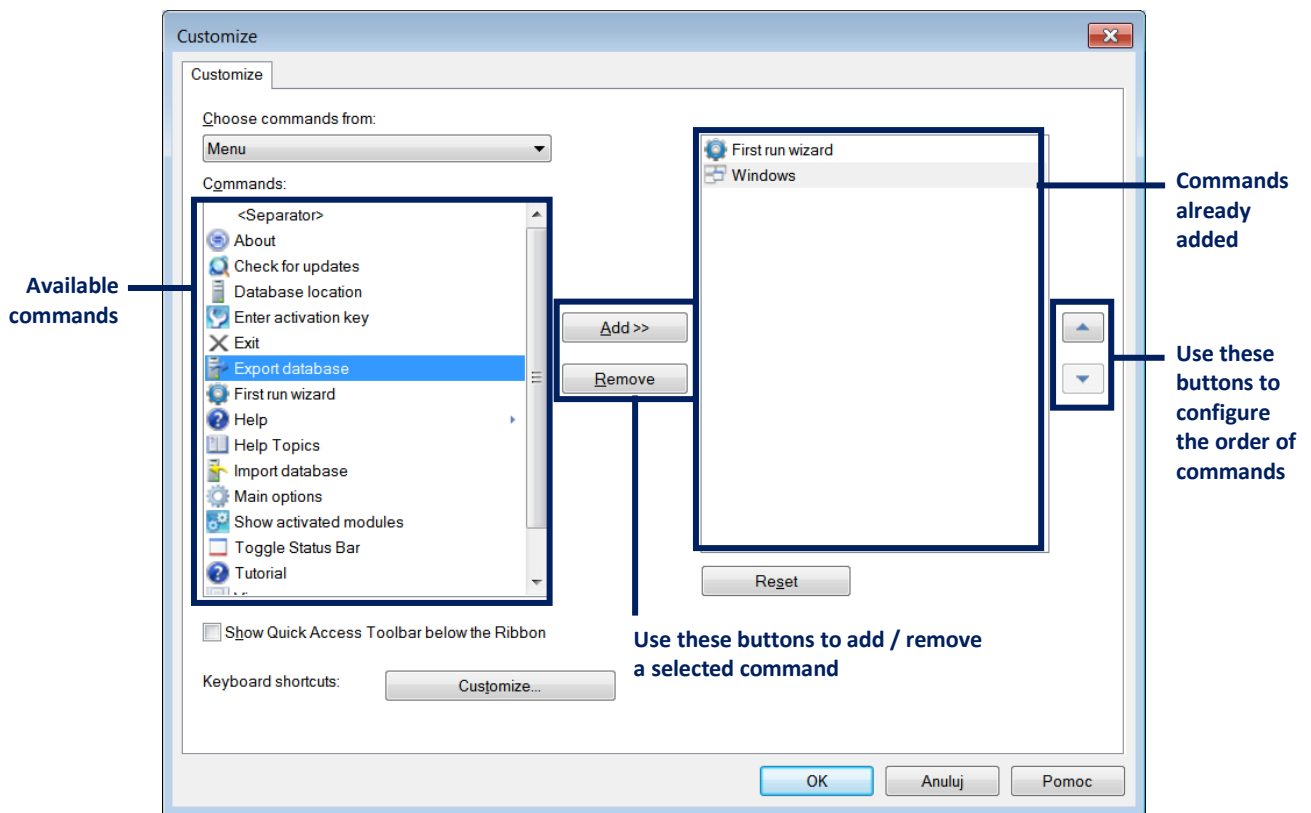 Customize
Customize
Choose commands from:
Menu
Commands:
<Separator>
About
Check for updates
Database location
Enter activation key
Exit
Export database
First run wizard
Help
Help Topics
Import database
Main options
Show activated modules
Toggle Status Bar
Tutorial
Add >>
Remove
First run wizard
Windows
Reset
Show Quick Access Toolbar below the Ribbon
Keyboard shortcuts:
Customize...
OK
Anuluj
Pomoc
Available
commands
Commands
already
added
Use these
buttons to
configure
the order of
commands
Use these buttons to add / remove
a selected command